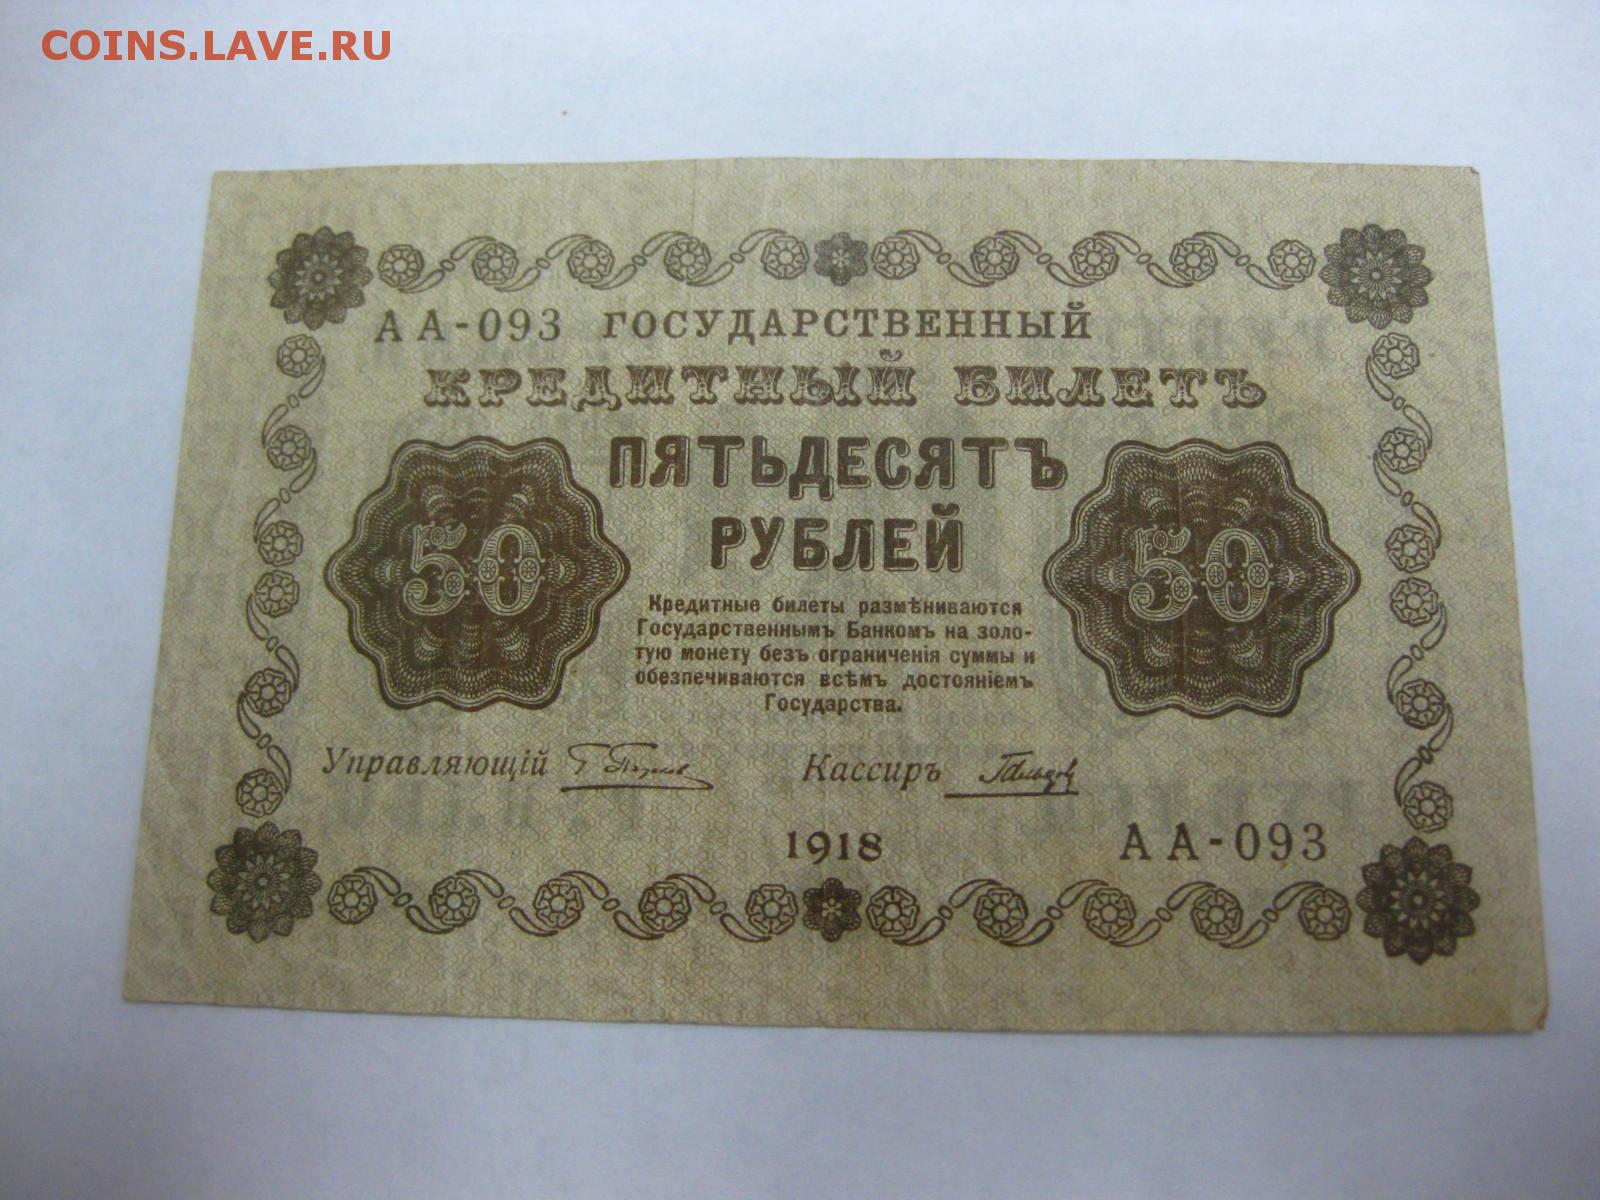 COINS.LAVE.RU
АА-093 ГОСУДАРСТВЕННЫЙ
КРЕДИТНЫЙ БИЛЕТЪ
ПЯТЬДЕСЯТЪ
РУБЛЕЙ
50
50
Кредитные билеты размѣниваются
Государственнымъ Банкомъ на золо-
тую монету безъ ограниченія суммы и
обезпечиваются всѣмъ достояніемъ
Государства.
Управляющій
Кассиръ
1918
АА-093